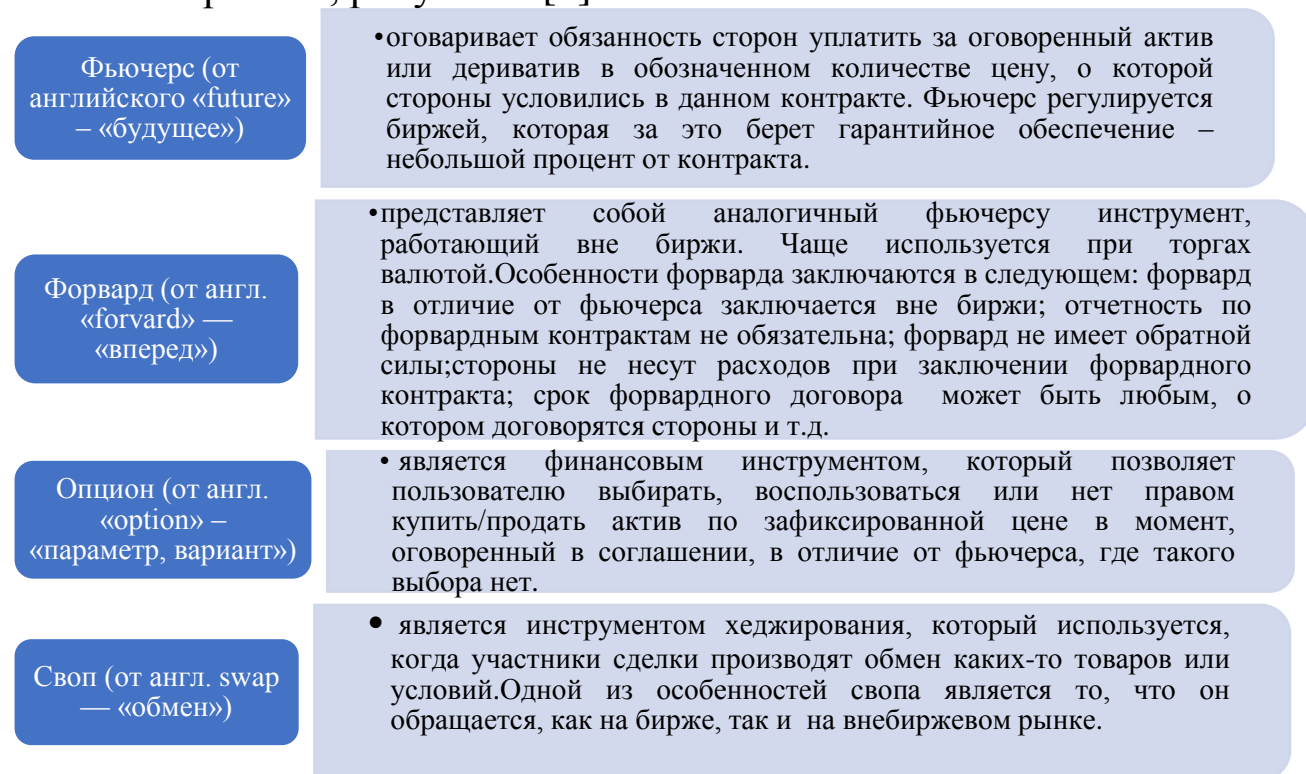 Фьючерс (от
английского «future»
– «будущее»)
•оговаривает обязанность сторон уплатить за оговоренный актив
или дериватив в обозначенном количестве цену, о которой
стороны условились в данном контракте. Фьючерс регулируется
биржей, которая за это берет гарантийное обеспечение –
небольшой процент от контракта.
Форвард (от англ.
«forvard» —
«вперед»)
•представляет собой аналогичный фьючерсу инструмент,
работающий вне биржи. Чаще используется при торгах
валютой.Особенности форварда заключаются в следующем: форвард
в отличие от фьючерса заключается вне биржи; отчетность по
форвардным контрактам не обязательна; форвард не имеет обратной
силы;стороны не несут расходов при заключении форвардного
контракта; срок форвардного договора может быть любым, о
котором договорятся стороны и т.д.
Опцион (от англ.
«option» –
«параметр, вариант»)
• является финансовым инструментом, который позволяет
пользователю выбирать, воспользоваться или нет правом
купить/продать актив по зафиксированной цене в момент,
оговоренный в соглашении, в отличие от фьючерса, где такого
выбора нет.
Своп (от англ. swap
— «обмен»)
• является инструментом хеджирования, который используется,
когда участники сделки производят обмен каких-то товаров или
условий.Одной из особенностей свопа является то, что он
обращается, как на бирже, так и на внебиржевом рынке.